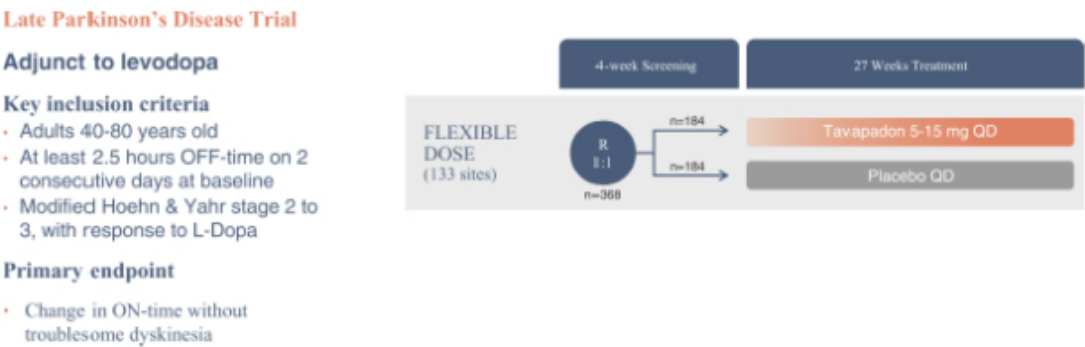 Late Parkinson's Disease Trial
Adjunct to levodopa
Key inclusion criteria
• Adults 40-80 years old
• At least 2.5 hours OFF-time on 2
consecutive days at baseline
• Modified Hoehn & Yahr stage 2 to
3, with response to L-Dopa
Primary endpoint
• Change in ON-time without
troublesome dyskinesia
4-week Screening
27 Weeks Treatment
FLEXIBLE
DOSE
(133 sites)
R
1:1
n=368
n=184
Tavapadon 5-15 mg QD
n=184
Placebo QD